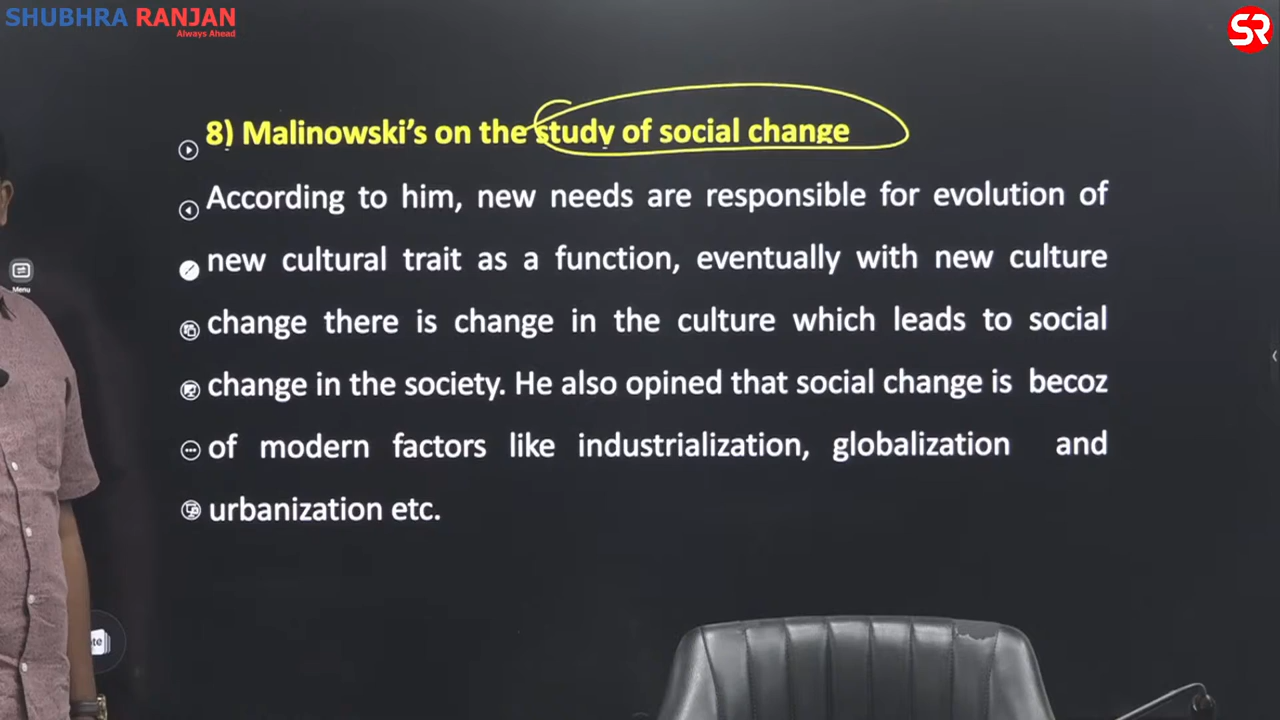 SHUBHRA RANJAN
Always Ahead
SR
8) Malinowski's on the study of social change
According to him, new needs are responsible for evolution of
new cultural trait as a function, eventually with new culture
change there is change in the culture which leads to social
change in the society. He also opined that social change is becoz
of modern factors like industrialization, globalization and
urbanization etc.
Menu